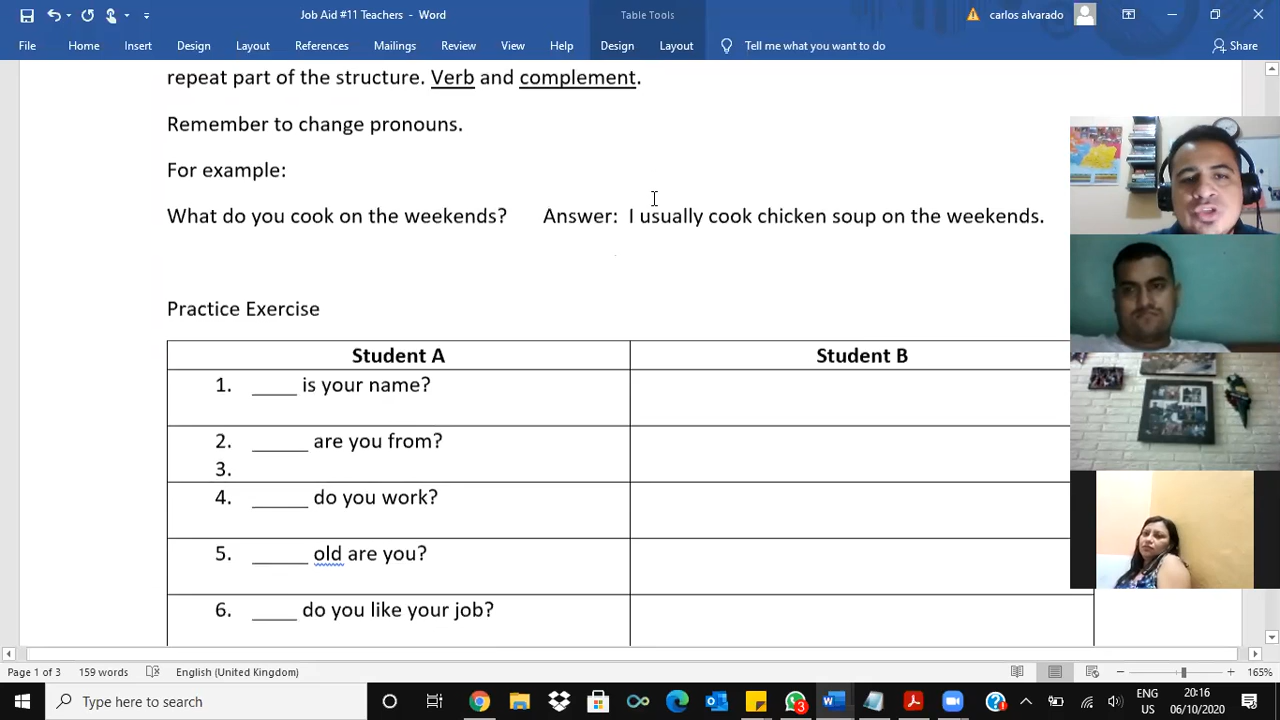 Job Aid #11 Teachers - Word
Table Tools
carlos alvarado
File Home Insert Design Layout References Mailings Review View Help Design Layout Tell me what you want to do Share
repeat part of the structure. Verb and complement.
Remember to change pronouns.
For example:
What do you cook on the weekends? Answer: I usually cook chicken soup on the weekends.
Practice Exercise
Student A Student B
1. ____ is your name?
2. _____ are you from?
3.
4. _____ do you work?
5. _____ old are you?
6. ____ do you like your job?
Page 1 of 3 159 words English (United Kingdom) 165%
Type here to search
3
ENG
US
20:16
06/10/2020